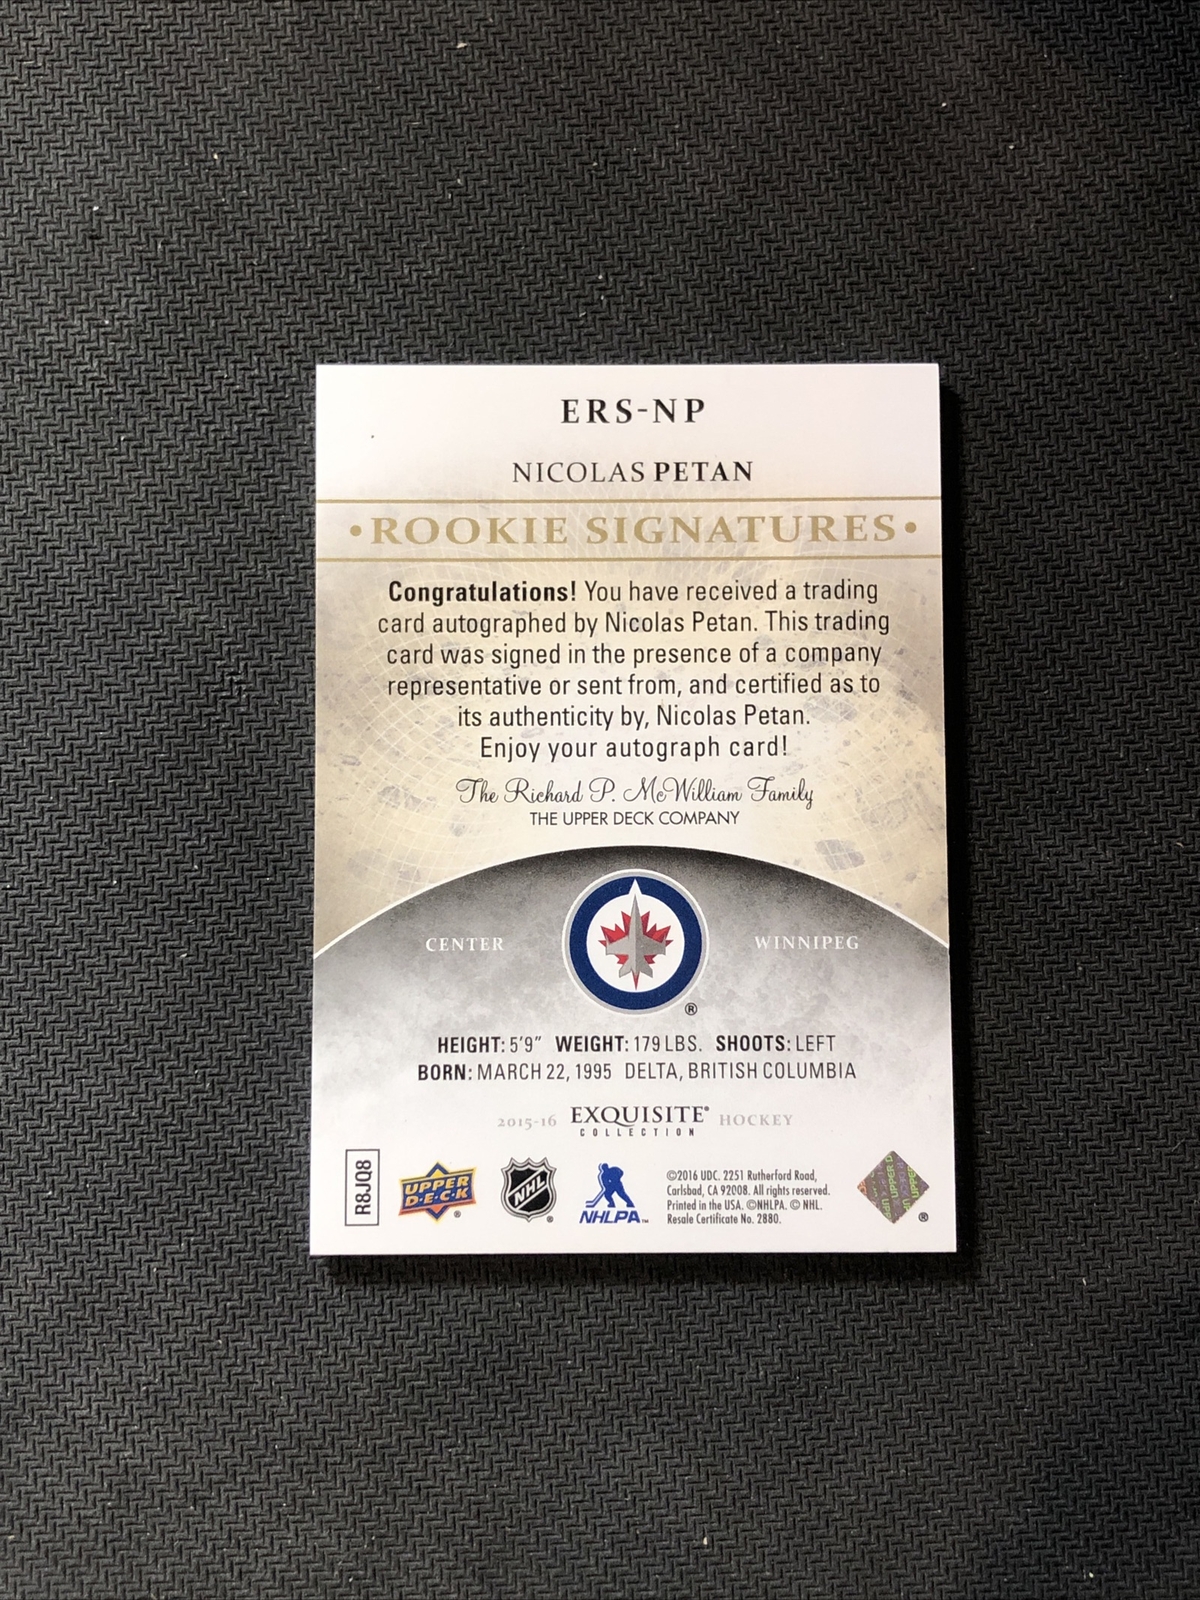 ERS-NP
NICOLAS PETAN
•ROOKIE SIGNATURES•
Congratulations! You have received a trading
card autographed by Nicolas Petan. This trading
card was signed in the presence of a company
representative or sent from, and certified as to
its authenticity by, Nicolas Petan.
Enjoy your autograph card!
The Richard P. McWilliam Family
THE UPPER DECK COMPANY
CENTER WINNIPEG
®
HEIGHT: 5'9" WEIGHT: 179 LBS. SHOOTS: LEFT
BORN: MARCH 22, 1995 DELTA, BRITISH COLUMBIA
2015-16 EXQUISITE® HOCKEY
COLLECTION
R8JQ8
UPPER
D·E·C·K
®
NHL
®
NHLPA™
©2016 UDC. 2251 Rutherford Road,
Carlsbad, CA 92008. All rights reserved.
Printed in the USA. ©NHLPA. © NHL.
Resale Certificate No. 2880.
UPPER D
®